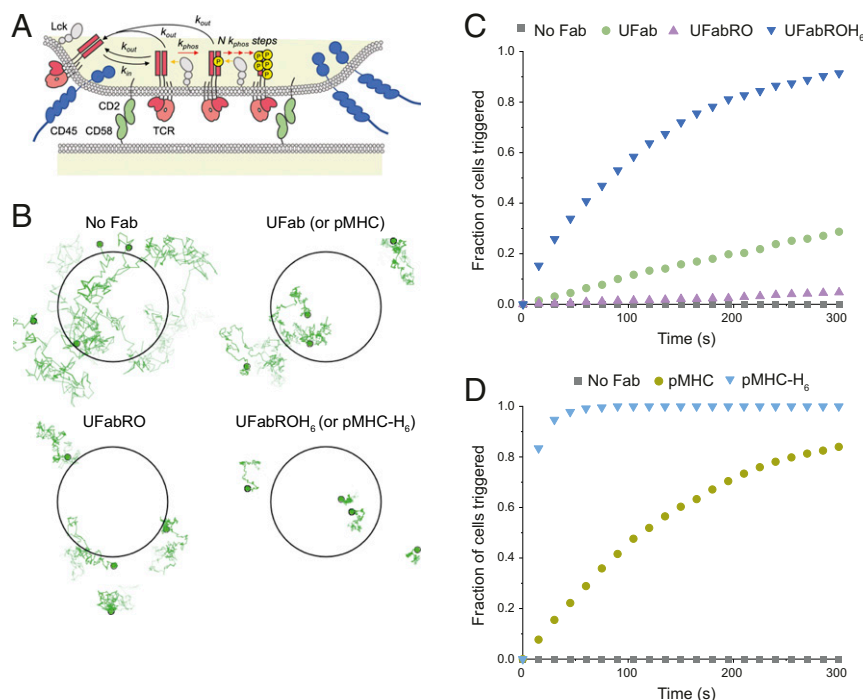 A
Lck
k_out
k_out
k_out
k_in
k_phos
N k_phos steps
P
P
P
P
P
P
P
CD2
CD45
CD58
TCR
B
No Fab
UFab (or pMHC)
UFabRO
UFabROH₆ (or pMHC-H₆)
C
No Fab UFab UFabRO UFabROH₆
Fraction of cells triggered
1.0
0.8
0.6
0.4
0.2
0.0
0 100 200 300
Time (s)
D
No Fab pMHC pMHC-H₆
Fraction of cells triggered
1.0
0.8
0.6
0.4
0.2
0.0
0 100 200 300
Time (s)